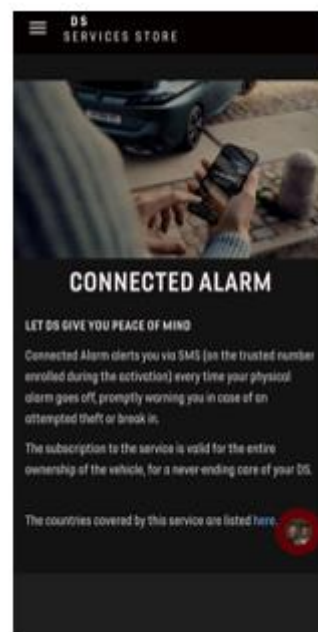 DS
SERVICES STORE
CONNECTED ALARM
LET DS GIVE YOU PEACE OF MIND
Connected Alarm alerts you via SMS (on the trusted number
enrolled during the activation) every time your physical
alarm goes off, promptly warning you in case of an
attempted theft or break in.
The subscription to the service is valid for the entire
ownership of the vehicle, for a never-ending care of your DS.
The countries covered by this service are listed here.